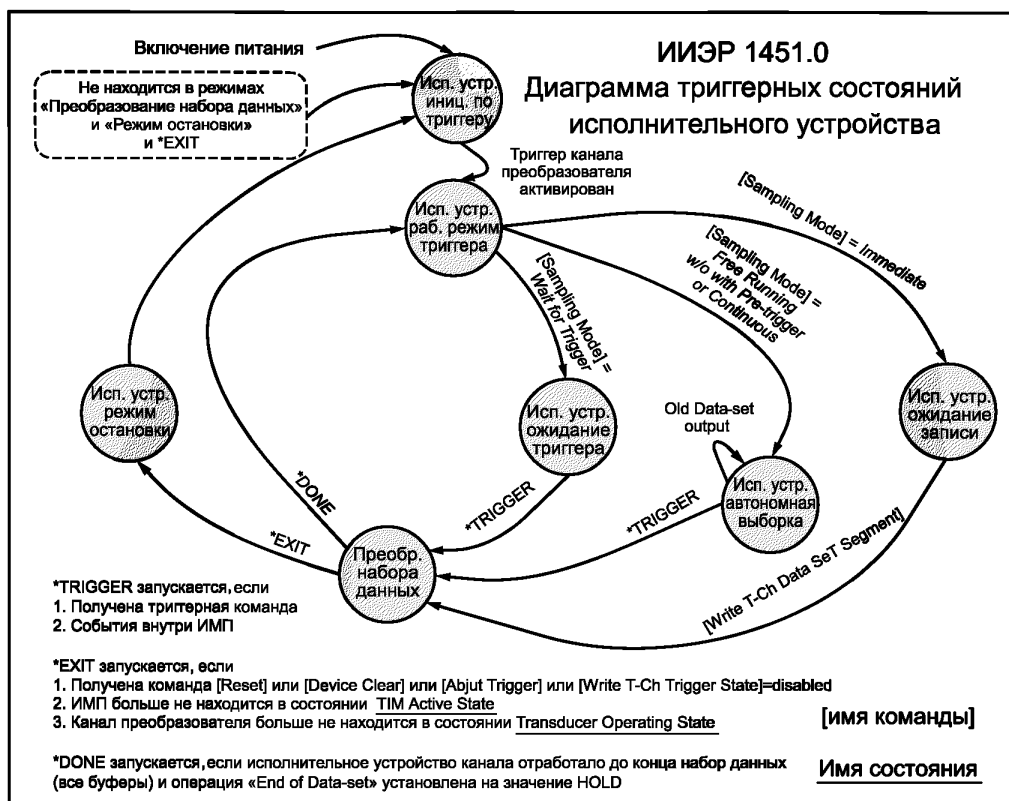 Включение питания
ИИЭР 1451.0
Диаграмма триггерных состояний
исполнительного устройства
Не находится в режимах
«Преобразование набора данных»
и «Режим остановки»
и *EXIT
Исп. устр.
иниц. по
триггеру
Триггер канала
преобразователя
активирован
Исп. устр.
раб. режим
триггера
[Sampling Mode] = Immediate
[Sampling Mode] =
Free Running
w/o with Pre-trigger
or Continuous
[Sampling Mode] =
Wait for Trigger
Исп. устр.
режим
остановки
Исп. устр.
ожидание
триггера
Old Data-set
output
Исп. устр.
ожидание
записи
Исп. устр.
автономная
выборка
*DONE
*TRIGGER
*TRIGGER
*EXIT
[Write T-Ch Data SeT Segment]
Преобр.
набора
данных
*TRIGGER запускается, если
1. Получена триггерная команда
2. События внутри ИМП
*EXIT запускается, если
1. Получена команда [Reset] или [Device Clear] или [Abjut Trigger] или [Write T-Ch Trigger State]=disabled
2. ИМП больше не находится в состоянии TIM Active State
3. Канал преобразователя больше не находится в состоянии Transducer Operating State
[имя команды]
*DONE запускается, если исполнительное устройство канала отработало до конца набор данных
(все буферы) и операция «End of Data-set» установлена на значение HOLD
Имя состояния